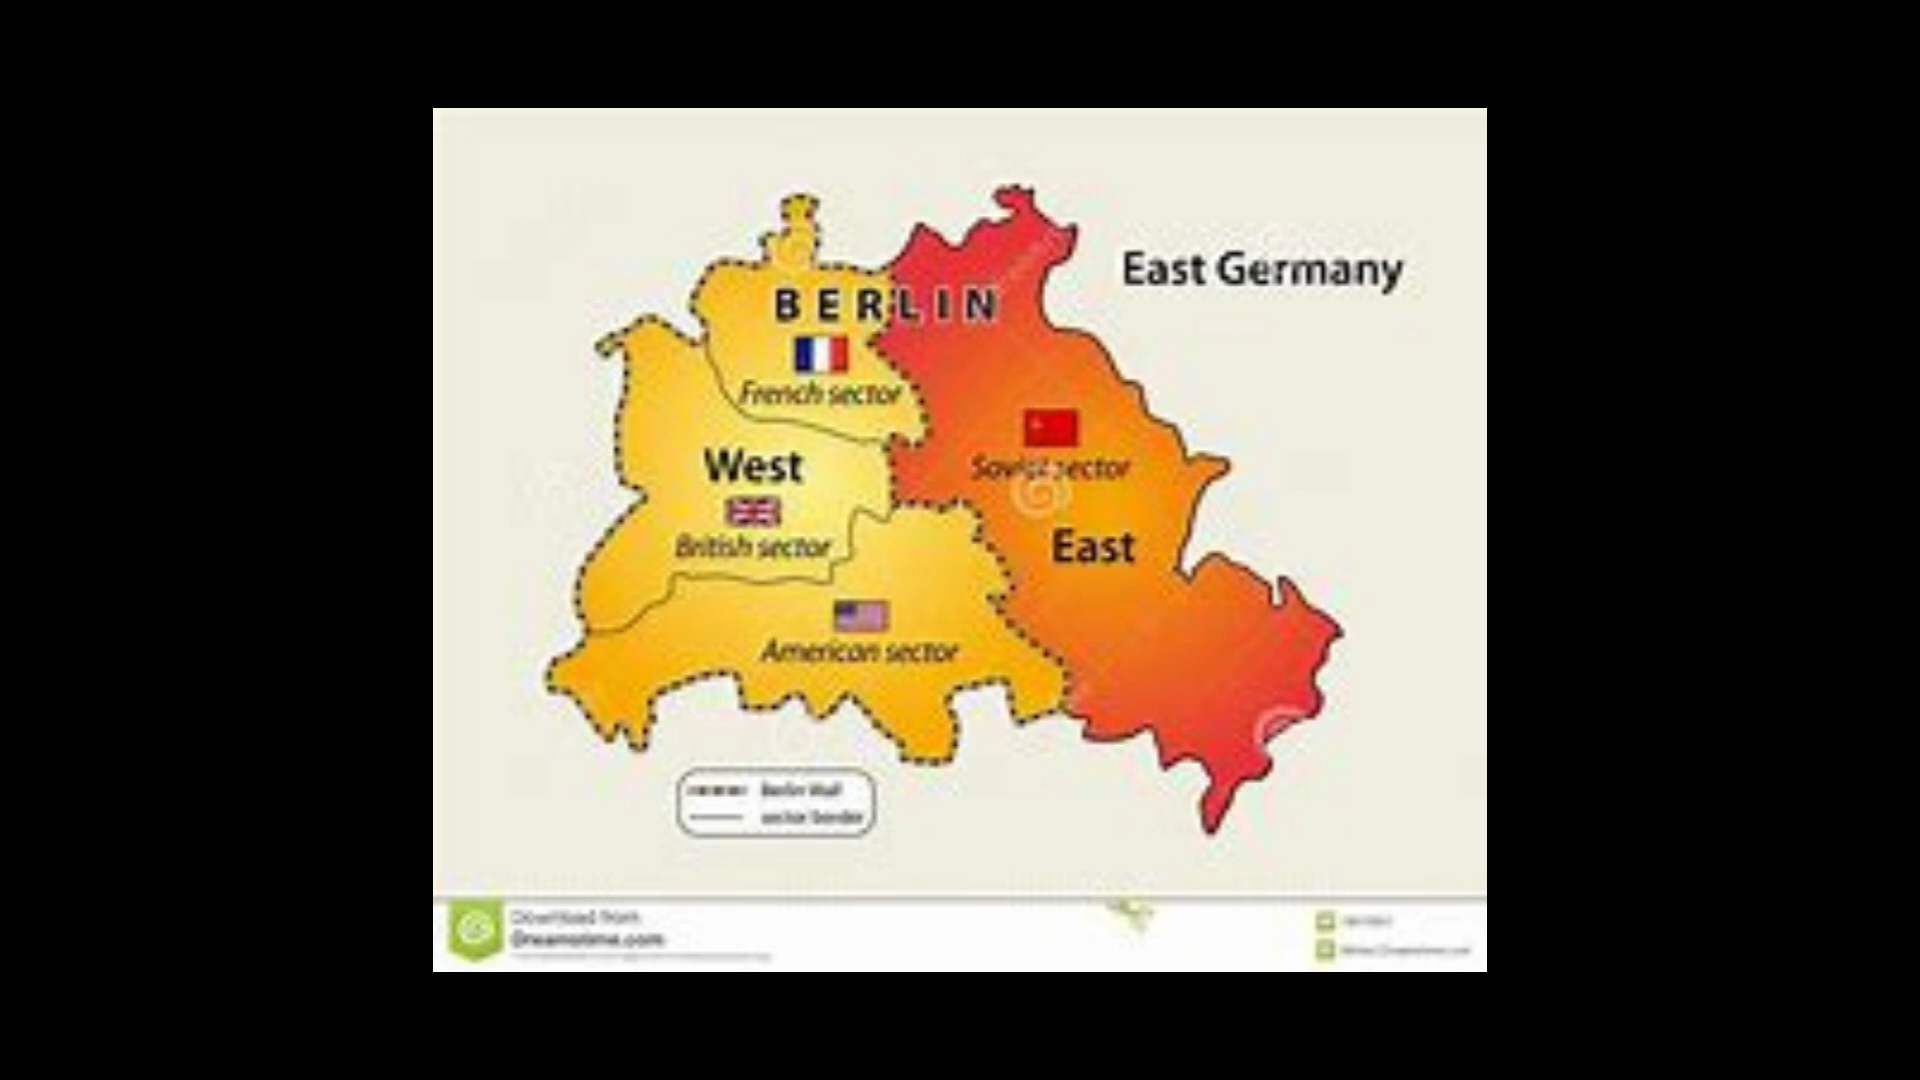 BERLIN
East Germany
French sector
West
Soviet sector
British sector
East
American sector
Berlin Wall
sector border
Download from
Dreamstime.com